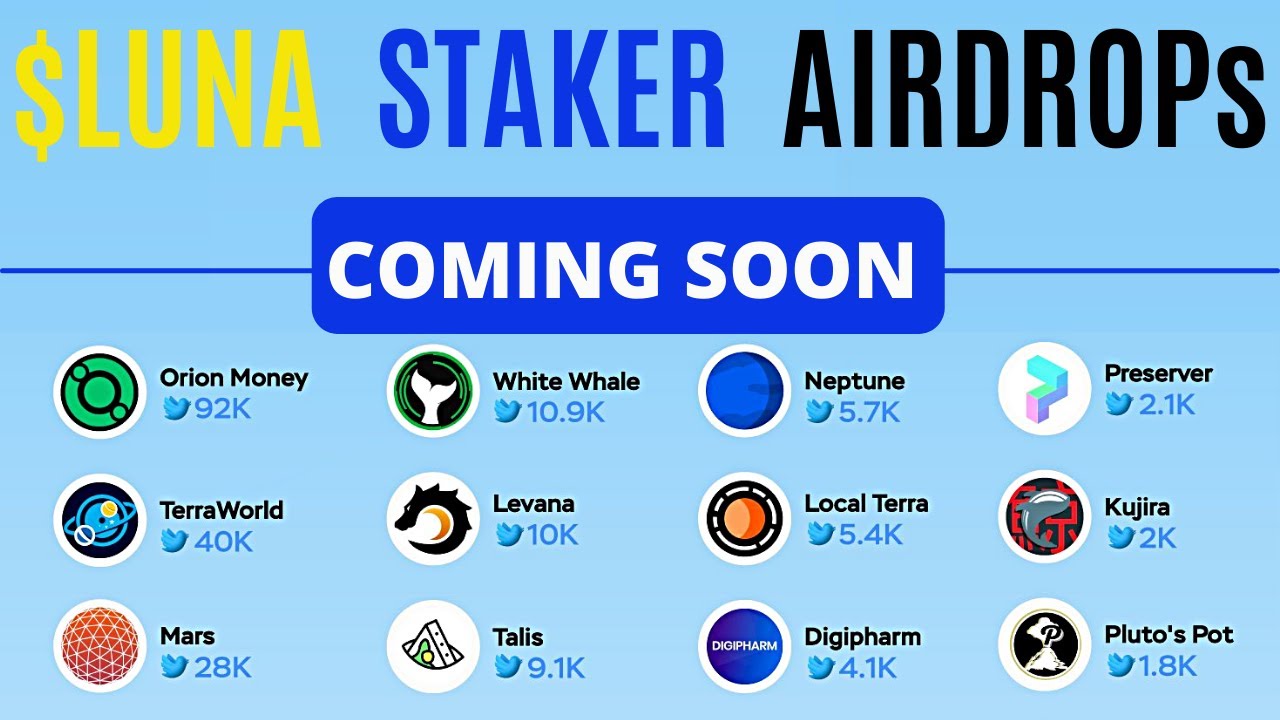 $LUNA STAKER AIRDROPs
COMING SOON
Orion Money
92K
White Whale
10.9K
Neptune
5.7K
Preserver
2.1K
TerraWorld
40K
Levana
10K
Local Terra
5.4K
Kujira
2K
Mars
28K
Talis
9.1K
DIGIPHARM
Digipharm
4.1K
P
Pluto's Pot
1.8K